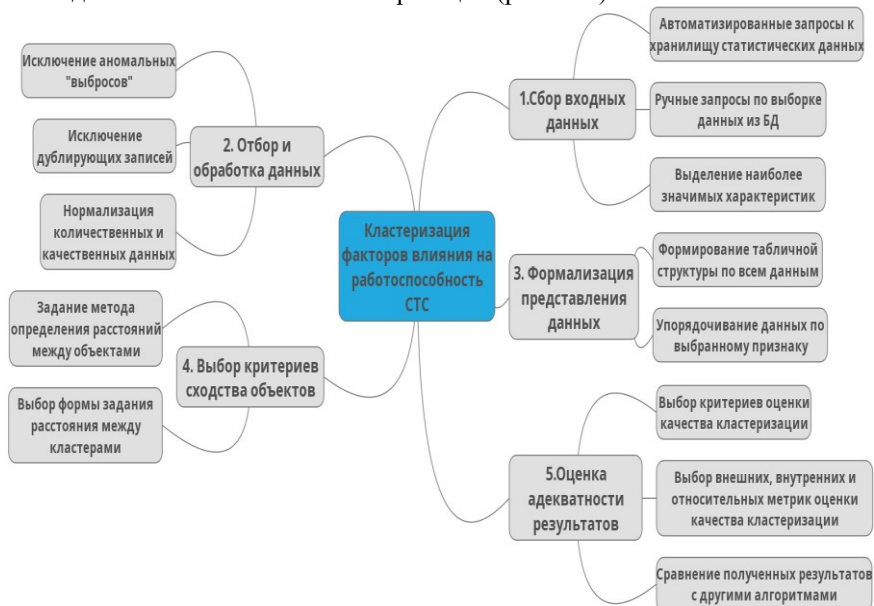 Автоматизированные запросы к
хранилищу статистических данных
1.Сбор входных
данных
Ручные запросы по выборке
данных из БД
Выделение наиболее
значимых характеристик
Исключение аномальных
"выбросов"
2. Отбор и
обработка данных
Исключение
дублирующих записей
Нормализация
количественных и
качественных данных
Кластеризация
факторов влияния на
работоспособность
СТС
3. Формализация
представления
данных
Формирование табличной
структуры по всем данным
Упорядочивание данных по
выбранному признаку
Задание метода
определения расстояний
между объектами
4. Выбор критериев
сходства объектов
Выбор формы задания
расстояния между
кластерами
5.Оценка
адекватности
результатов
Выбор критериев оценки
качества кластеризации
Выбор внешних, внутренних и
относительных метрик оценки
качества кластеризации
Сравнение полученных результатов
с другими алгоритмами